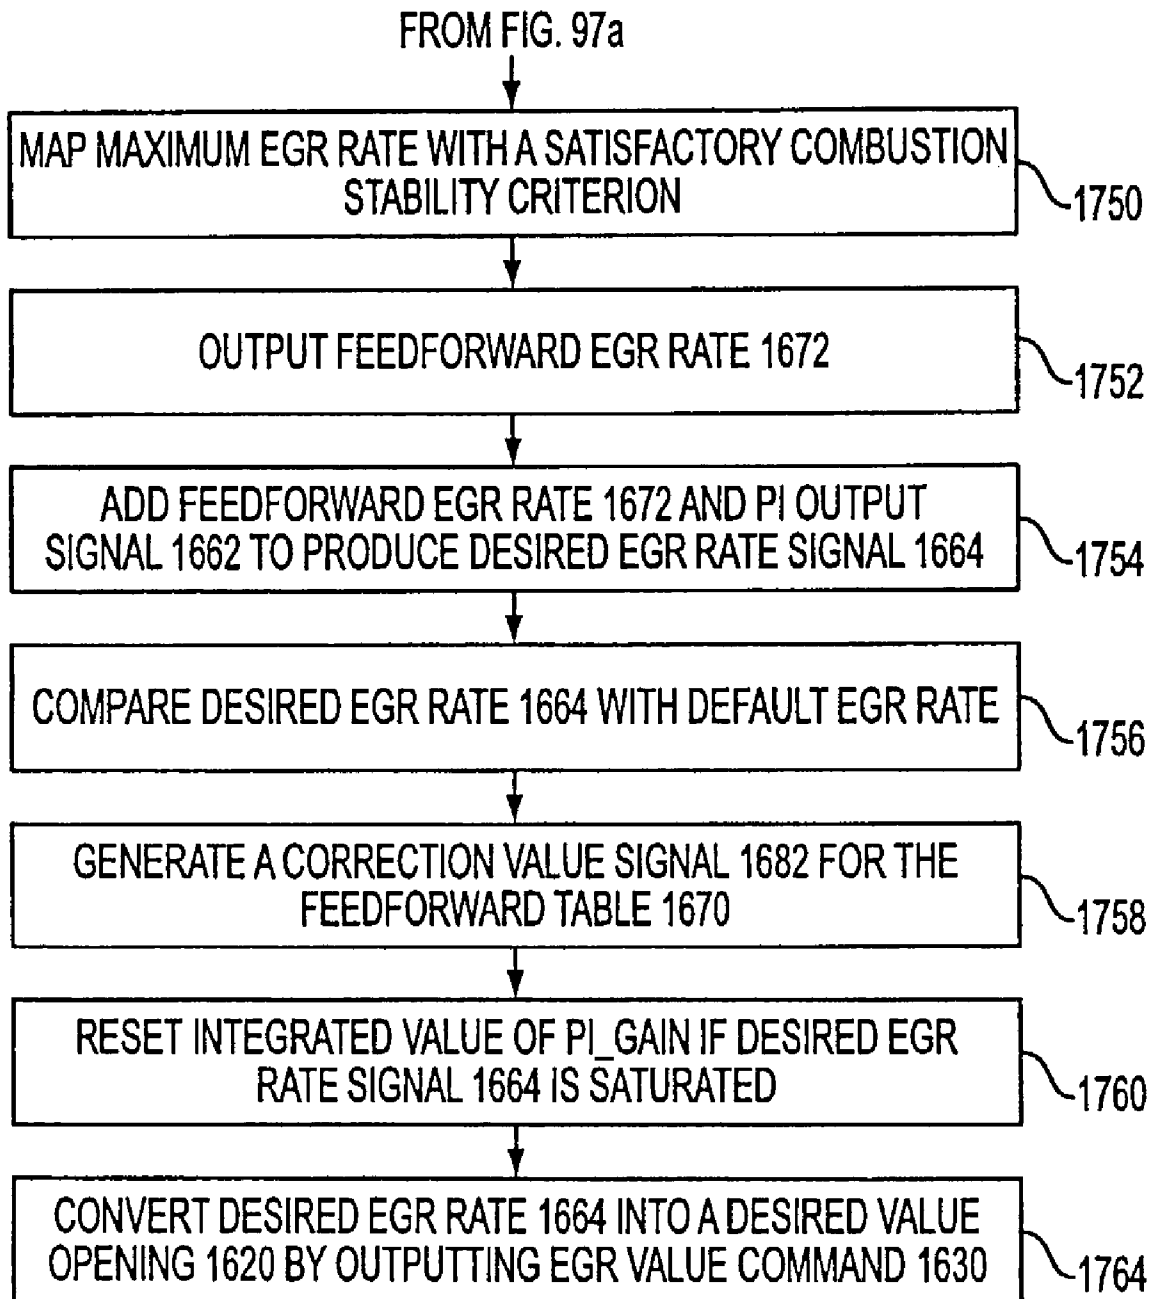 FROM FIG. 97a
MAP MAXIMUM EGR RATE WITH A SATISFACTORY COMBUSTION
STABILITY CRITERION
1750
OUTPUT FEEDFORWARD EGR RATE 1672
1752
ADD FEEDFORWARD EGR RATE 1672 AND PI OUTPUT
SIGNAL 1662 TO PRODUCE DESIRED EGR RATE SIGNAL 1664
1754
COMPARE DESIRED EGR RATE 1664 WITH DEFAULT EGR RATE
1756
GENERATE A CORRECTION VALUE SIGNAL 1682 FOR THE
FEEDFORWARD TABLE 1670
1758
RESET INTEGRATED VALUE OF PI_GAIN IF DESIRED EGR
RATE SIGNAL 1664 IS SATURATED
1760
CONVERT DESIRED EGR RATE 1664 INTO A DESIRED VALUE
OPENING 1620 BY OUTPUTTING EGR VALUE COMMAND 1630
1764